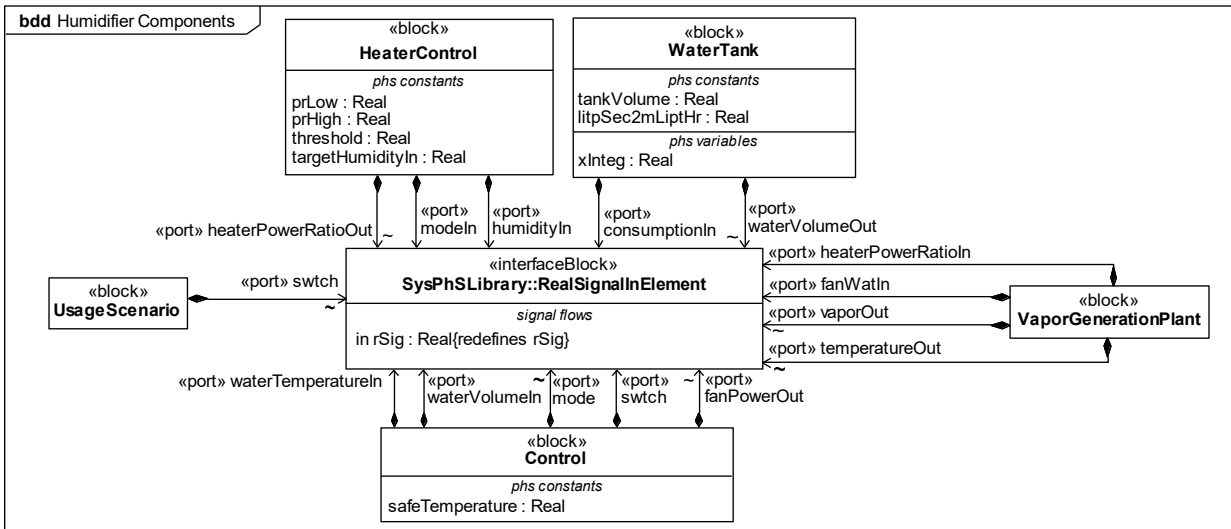 bdd Humidifier Components
«block»
HeaterControl
phs constants
prLow : Real
prHigh : Real
threshold : Real
targetHumidityIn : Real
«block»
WaterTank
phs constants
tankVolume : Real
litpSec2mLiptHr : Real
phs variables
xInteg : Real
«port» heaterPowerRatioOut
~
«port»
modeIn
«port»
humidityIn
«port»
consumptionIn
~
«port»
waterVolumeOut
«block»
UsageScenario
«port» swtch
~
«interfaceBlock»
SysPhSLibrary::RealSignalInElement
signal flows
in rSig : Real{redefines rSig}
«port» heaterPowerRatioIn
«port» fanWatIn
«port» vaporOut
~
«port» temperatureOut
~
«block»
VaporGenerationPlant
«port» waterTemperatureIn
«port»
waterVolumeIn
~
«port»
mode
«port»
swtch
~
«port»
fanPowerOut
«block»
Control
phs constants
safeTemperature : Real